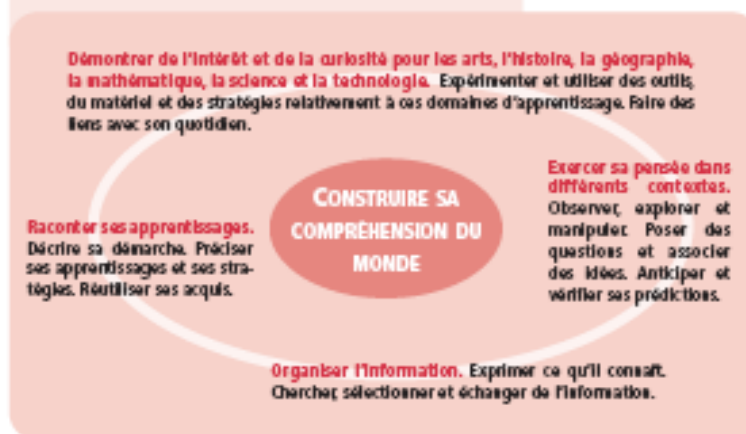 Démontrer de l'intérêt et de la curiosité pour les arts, l'histoire, la géographie,
la mathématique, la science et la technologie. Expérimenter et utiliser des outils,
du matériel et des stratégies relativement à ces domaines d'apprentissage. Faire des
liens avec son quotidien.
CONSTRUIRE SA
COMPRÉHENSION DU
MONDE
Exercer sa pensée dans
différents contextes.
Observer, explorer et
manipuler. Poser des
questions et associer
des idées. Anticiper et
vérifier ses prédictions.
Raconter ses apprentissages.
Décrire sa démarche. Préciser
ses apprentissages et ses stra-
tégies. Réutiliser ses acquis.
Organiser l'information. Exprimer ce qu'il connaît.
Chercher, sélectionner et échanger de l'information.